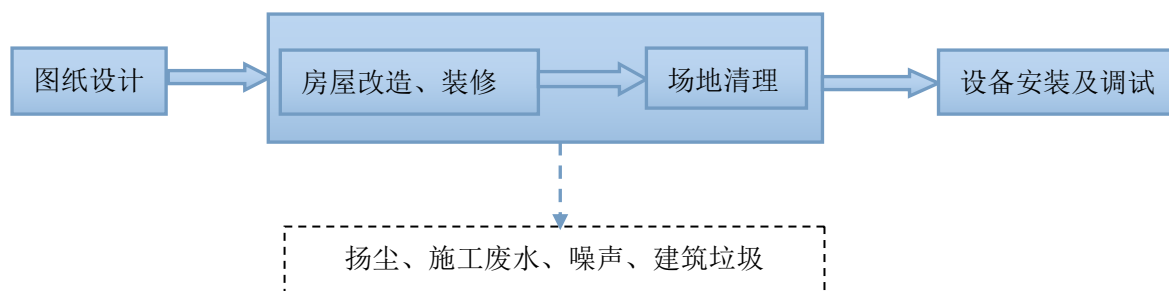 图纸设计
房屋改造、装修
场地清理
设备安装及调试
扬尘、施工废水、噪声、建筑垃圾